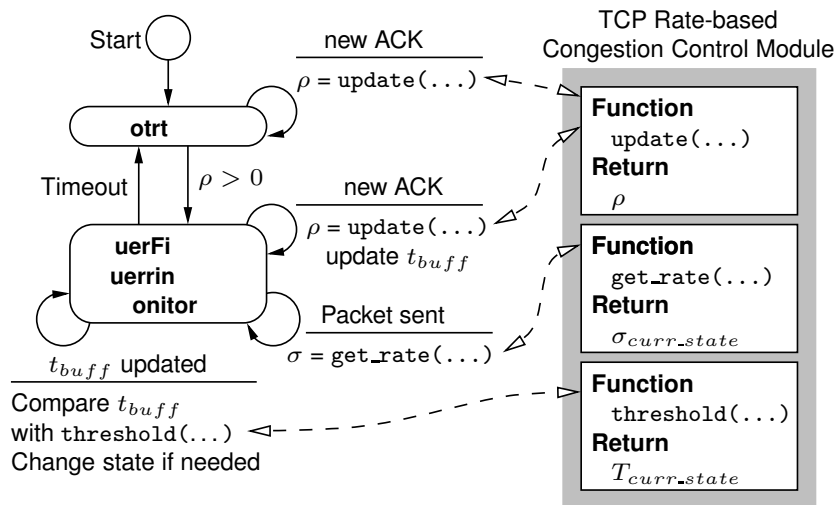 TCP Rate-based
Congestion Control Module
Start
new ACK
ρ = update(...)
otrt
Timeout
ρ > 0
new ACK
ρ = update(...)
update t_buff
uerFi
uerrin
onitor
Packet sent
σ = get_rate(...)
t_buff updated
Compare t_buff
with threshold(...)
Change state if needed
Function
update(...)
Return
ρ
Function
get_rate(...)
Return
σ_curr_state
Function
threshold(...)
Return
T_curr_state